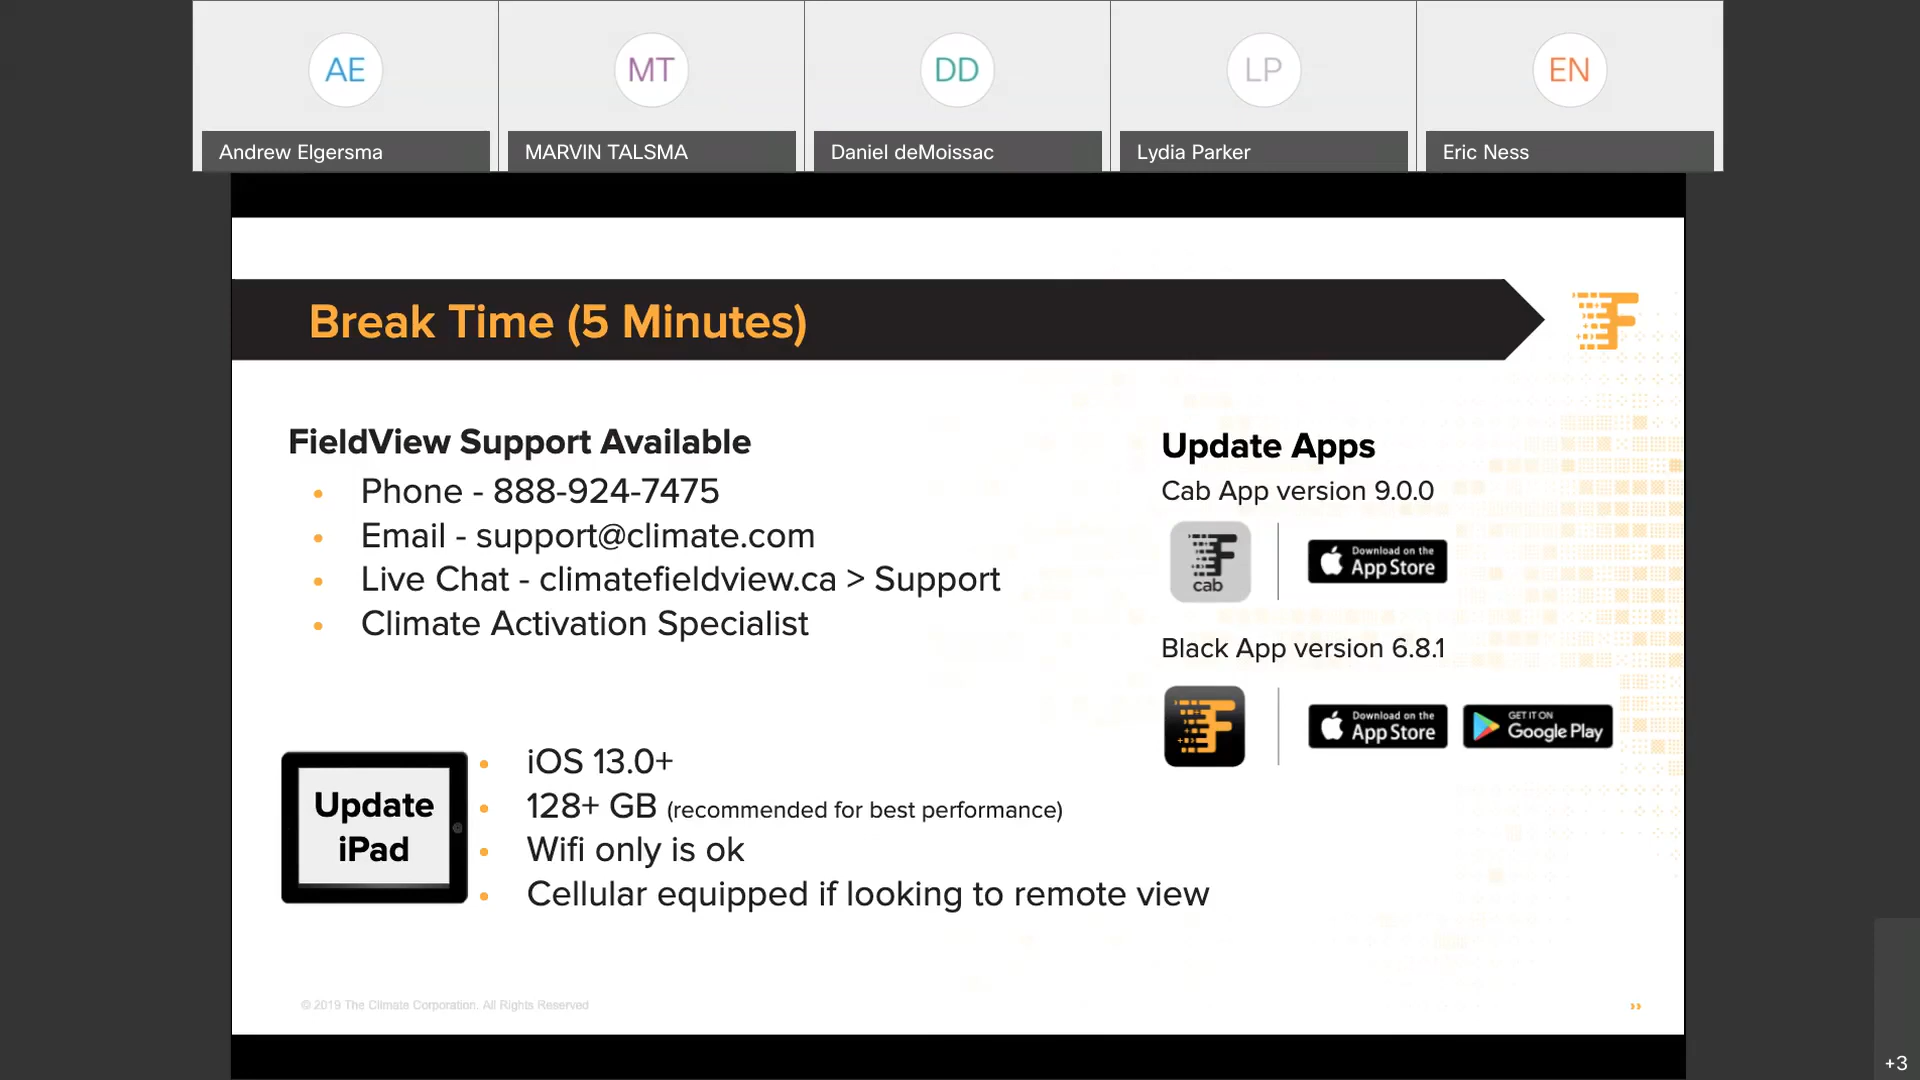 AE
MT
DD
LP
EN
Andrew Elgersma
MARVIN TALSMA
Daniel deMoissac
Lydia Parker
Eric Ness
Break Time (5 Minutes)
FieldView Support Available
Phone - 888-924-7475
Email - support@climate.com
Live Chat - climatefieldview.ca > Support
Climate Activation Specialist
Update Apps
Cab App version 9.0.0
cab
Download on the
App Store
Black App version 6.8.1
Download on the
App Store
GET IT ON
Google Play
Update
iPad
iOS 13.0+
128+ GB (recommended for best performance)
Wifi only is ok
Cellular equipped if looking to remote view
© 2019 The Climate Corporation. All Rights Reserved
+3